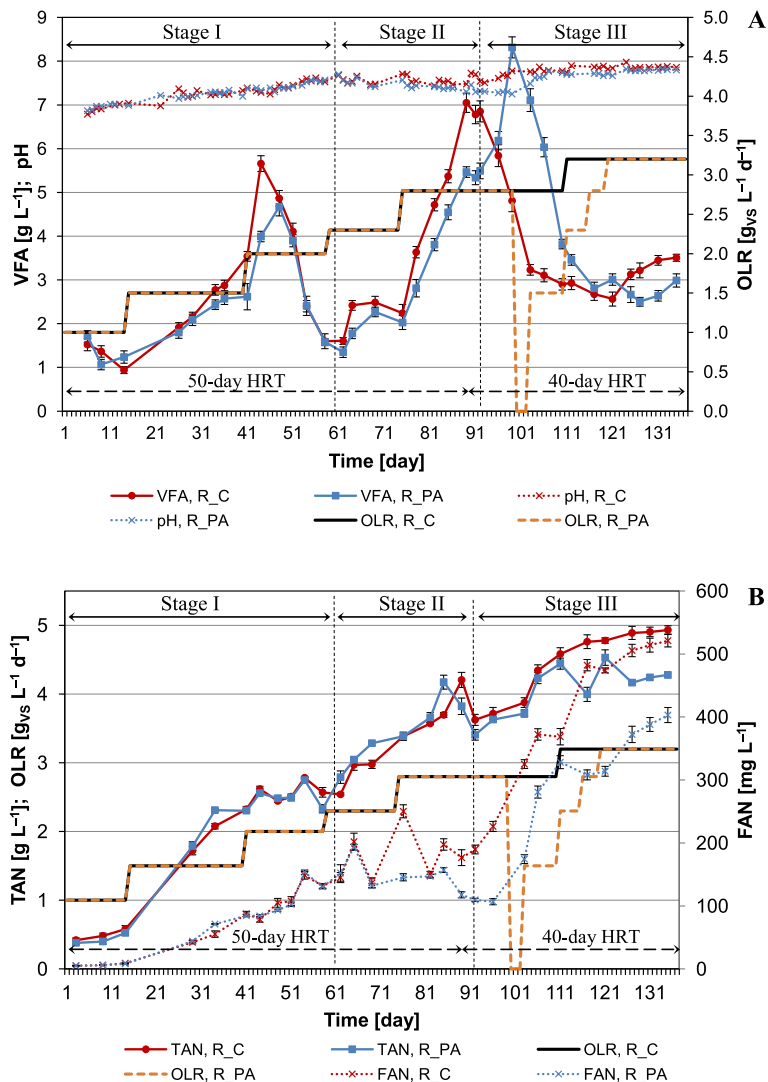 A
Stage I
Stage II
Stage III
VFA [g L⁻¹]; pH
9
8
7
6
5
4
3
2
1
0
5.0
4.5
4.0
3.5
3.0
2.5
2.0
1.5
1.0
0.5
0.0
OLR [gVS L⁻¹ d⁻¹]
50-day HRT
40-day HRT
1 11 21 31 41 51 61 71 81 91 101 111 121 131
Time [day]
VFA, R_C
VFA, R_PA
pH, R_C
pH, R_PA
OLR, R_C
OLR, R_PA
B
Stage I
Stage II
Stage III
TAN [g L⁻¹]; OLR [gVS L⁻¹ d⁻¹]
5
4
3
2
1
0
600
500
400
300
200
100
0
FAN [mg L⁻¹]
50-day HRT
40-day HRT
1 11 21 31 41 51 61 71 81 91 101 111 121 131
Time [day]
TAN, R_C
TAN, R_PA
OLR, R_C
OLR, R_PA
FAN, R_C
FAN, R_PA